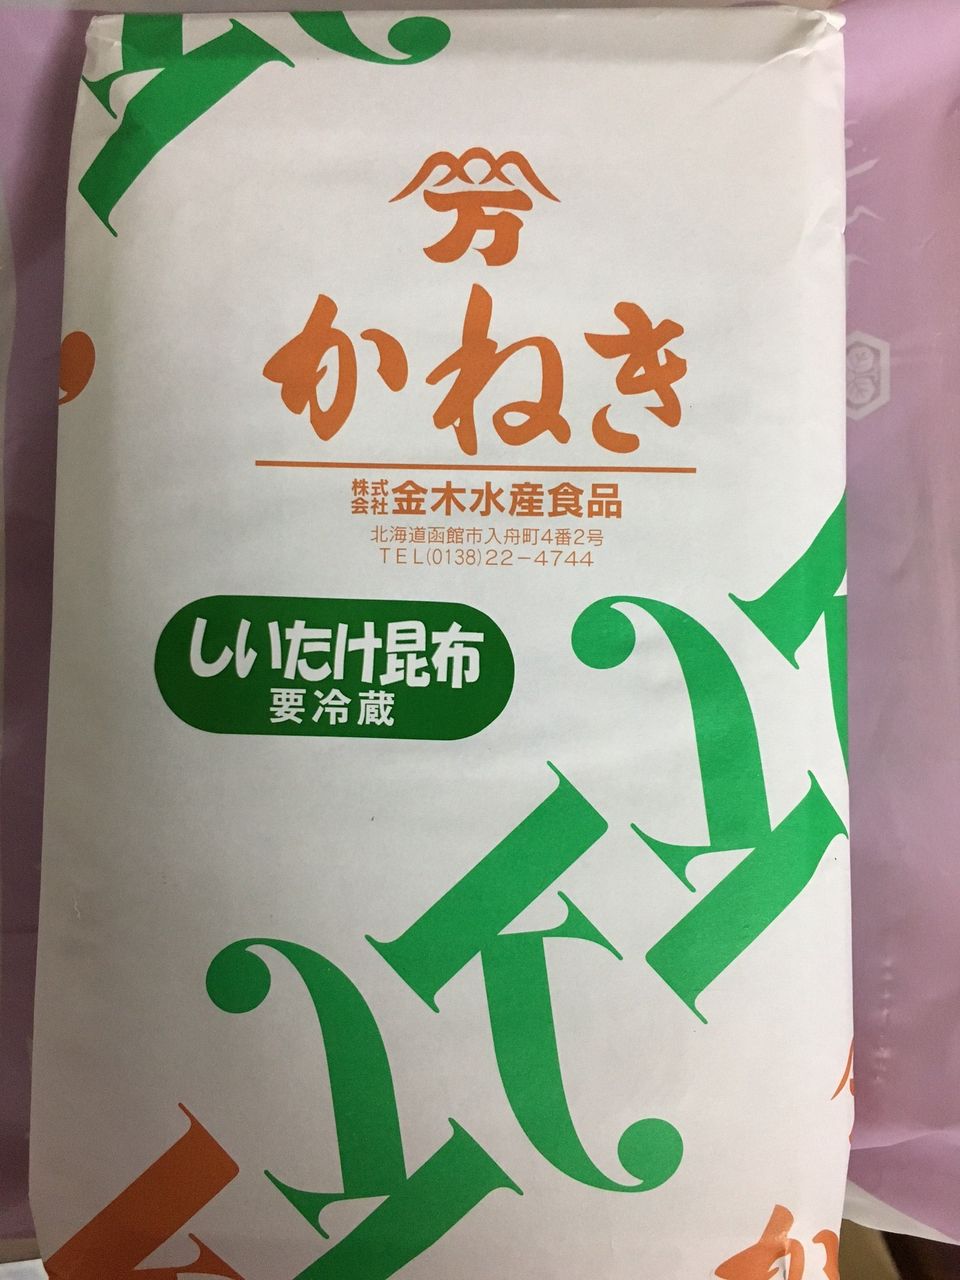 万
かねき
株式会社金木水産食品
北海道函館市入舟町4番2号
TEL(0138)22-4744
しいたけ昆布
要冷蔵
か